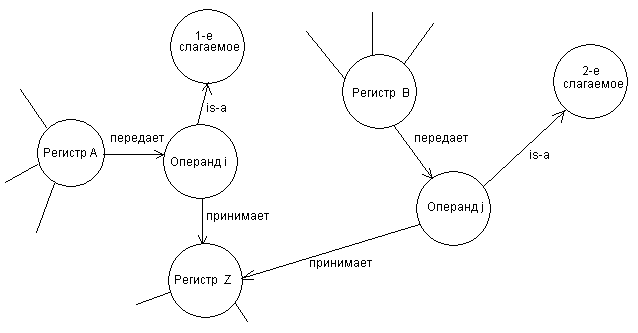 1-е
слагаемое
2-е
слагаемое
is-a
Регистр B
передает
передает
Регистр A
Операнд i
is-a
Операнд j
принимает
принимает
Регистр Z